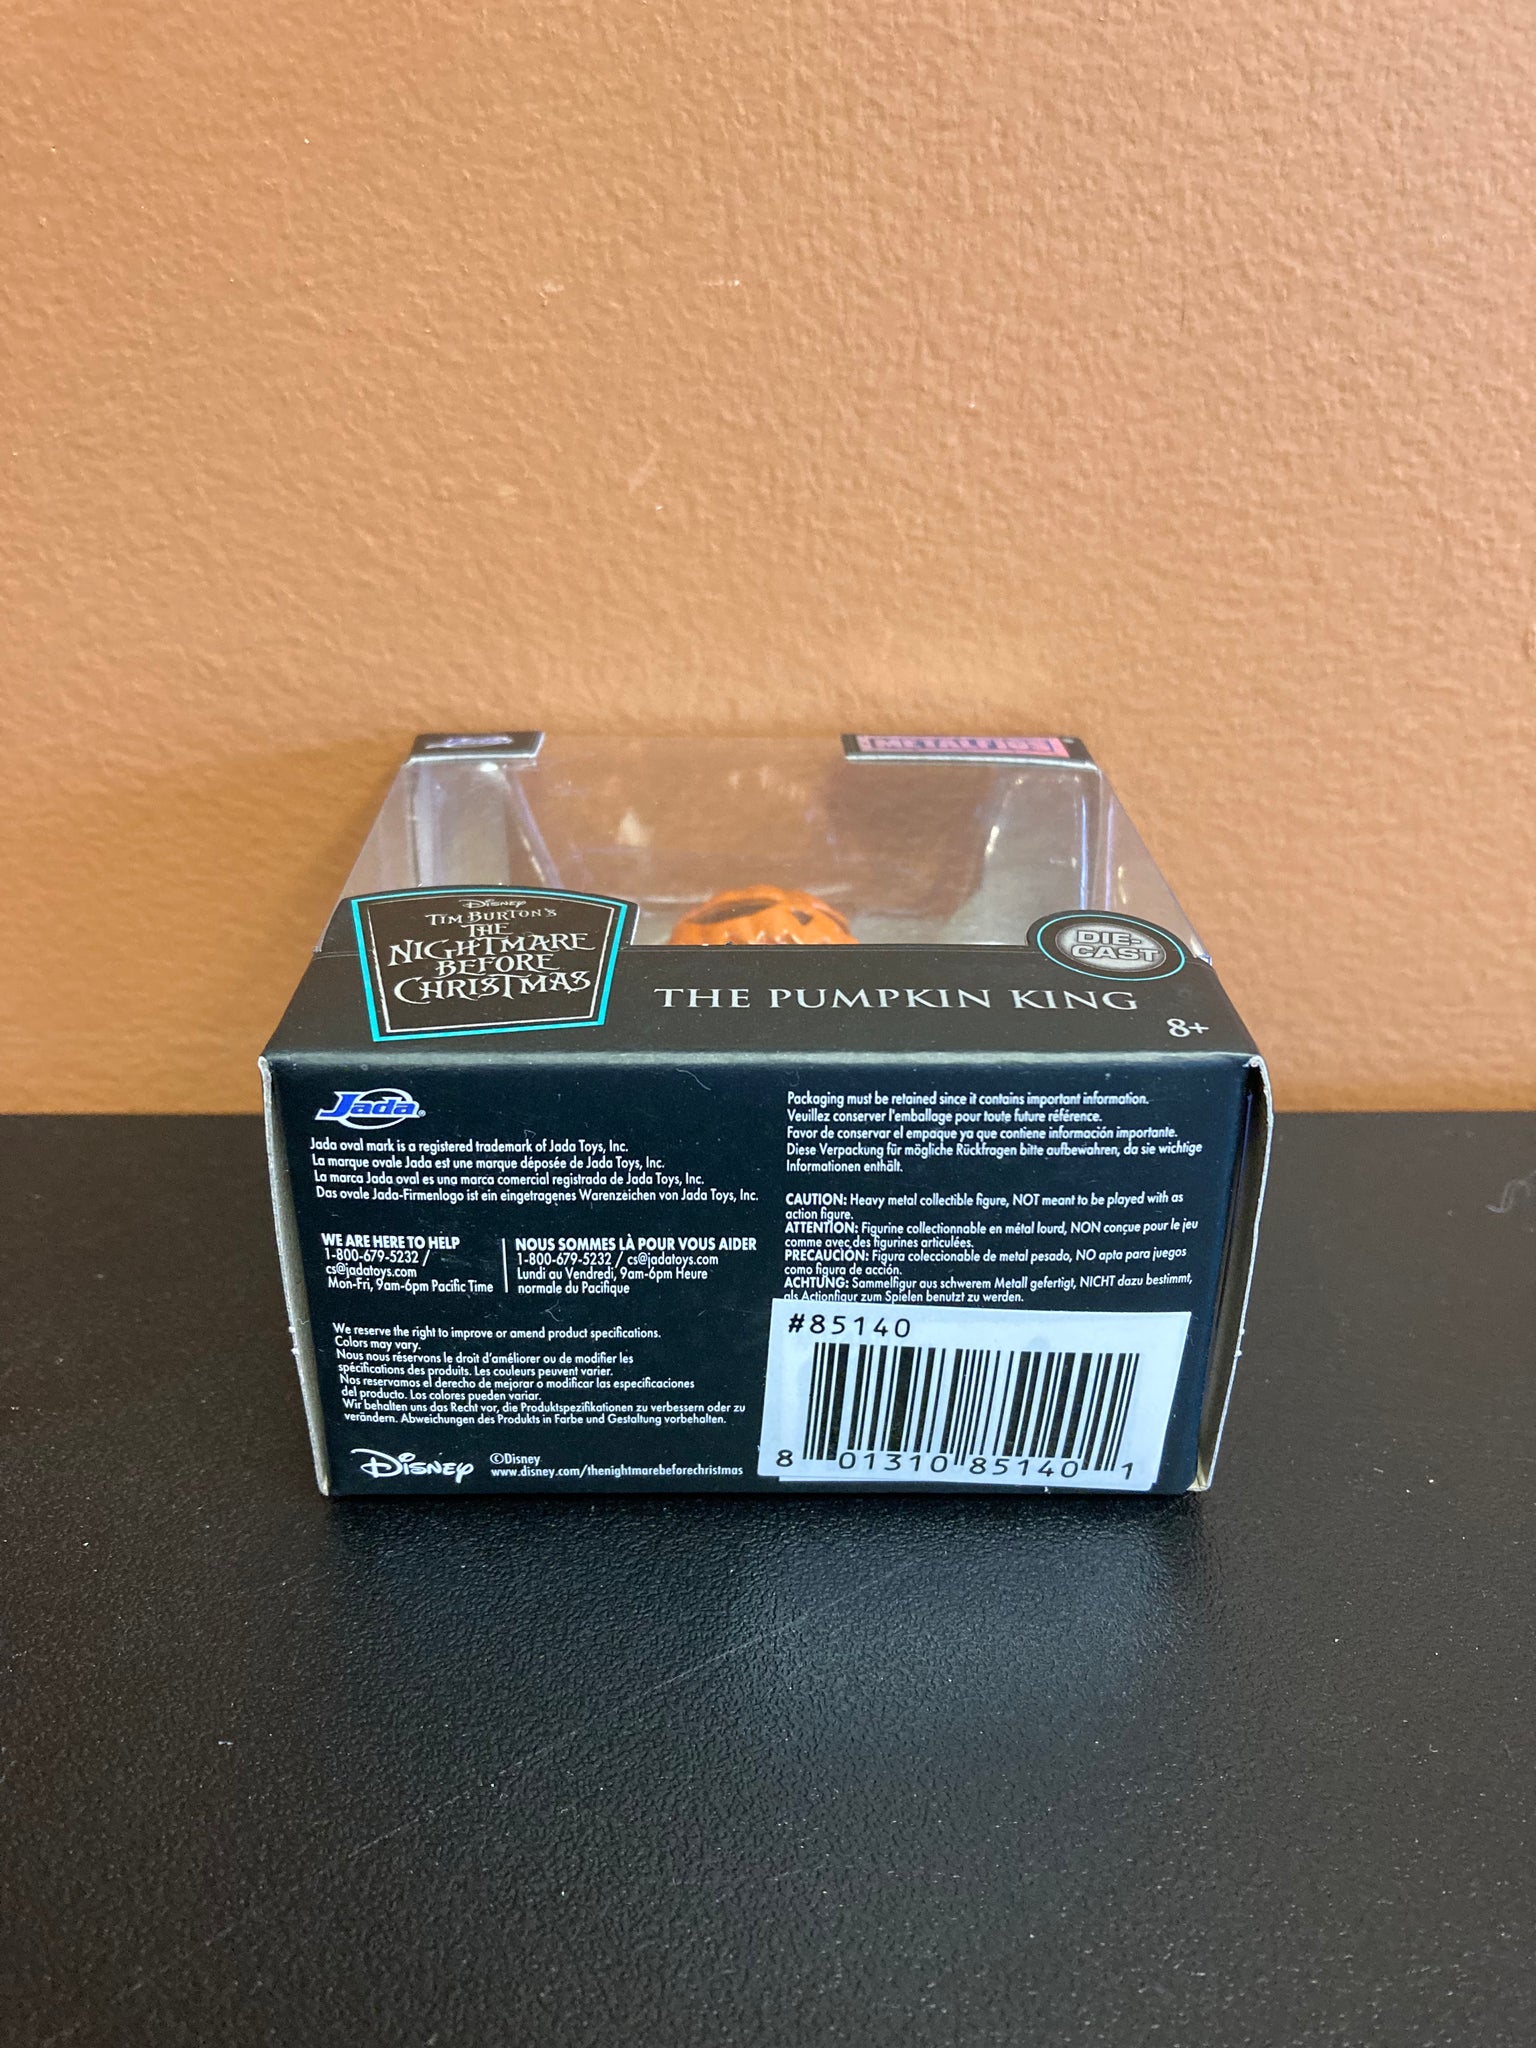 METALFIGS
Disney
TIM BURTON'S
THE
NIGHTMARE
BEFORE
CHRISTMAS
DIE-
CAST
THE PUMPKIN KING
8+
Jada®
Jada oval mark is a registered trademark of Jada Toys, Inc.
La marque ovale Jada est une marque déposée de Jada Toys, Inc.
La marca Jada oval es una marca comercial registrada de Jada Toys, Inc.
Das ovale Jada-Firmenlogo ist ein eingetragenes Warenzeichen von Jada Toys, Inc.
WE ARE HERE TO HELP
1-800-679-5232 /
cs@jadatoys.com
Mon-Fri, 9am-6pm Pacific Time
NOUS SOMMES LÀ POUR VOUS AIDER
1-800-679-5232 / cs@jadatoys.com
Lundi au Vendredi, 9am-6pm Heure
normale du Pacifique
We reserve the right to improve or amend product specifications.
Colors may vary.
Nous nous réservons le droit d'améliorer ou de modifier les
spécifications des produits. Les couleurs peuvent varier.
Nos reservamos el derecho de mejorar o modificar las especificaciones
del producto. Los colores pueden variar.
Wir behalten uns das Recht vor, die Produktspezifikationen zu verbessern oder zu
verändern. Abweichungen des Produkts in Farbe und Gestaltung vorbehalten.
Disney
©Disney
www.disney.com/thenightmarebeforechristmas
Packaging must be retained since it contains important information.
Veuillez conserver l'emballage pour toute future référence.
Favor de conservar el empaque ya que contiene información importante.
Diese Verpackung für mögliche Rückfragen bitte aufbewahren, da sie wichtige
Informationen enthält.
CAUTION: Heavy metal collectible figure, NOT meant to be played with as
action figure.
ATTENTION: Figurine collectionnable en métal lourd, NON conçue pour le jeu
comme avec des figurines articulées.
PRECAUCIÓN: Figura coleccionable de metal pesado, NO apta para juegos
como figura de acción.
ACHTUNG: Sammelfigur aus schwerem Metall gefertigt, NICHT dazu bestimmt,
als Actionfigur zum Spielen benutzt zu werden.
#85140
8 01310 85140 1